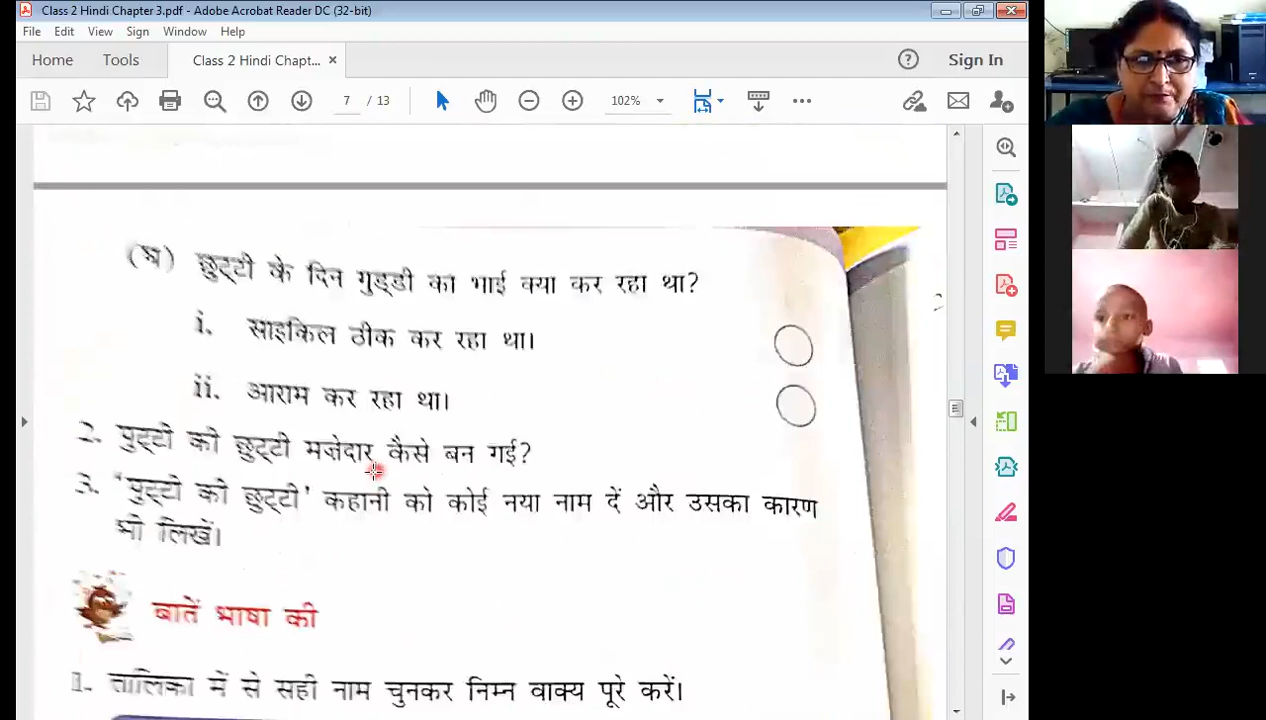 Class 2 Hindi Chapter 3.pdf - Adobe Acrobat Reader DC (32-bit)
File Edit View Sign Window Help
Home Tools Class 2 Hindi Chapt... Sign In
7 / 13 102%
(घ) छुट्टी के दिन गुड्डी का भाई क्या कर रहा था?
i. साइकिल ठीक कर रहा था।
ii. आराम कर रहा था।
2. पुट्टी की छुट्टी मज़ेदार कैसे बन गई?
3. 'पुट्टी की छुट्टी' कहानी को कोई नया नाम दें और उसका कारण
भी लिखें।
बातें भाषा की
1. तालिका में से सही नाम चुनकर निम्न वाक्य पूरे करें।